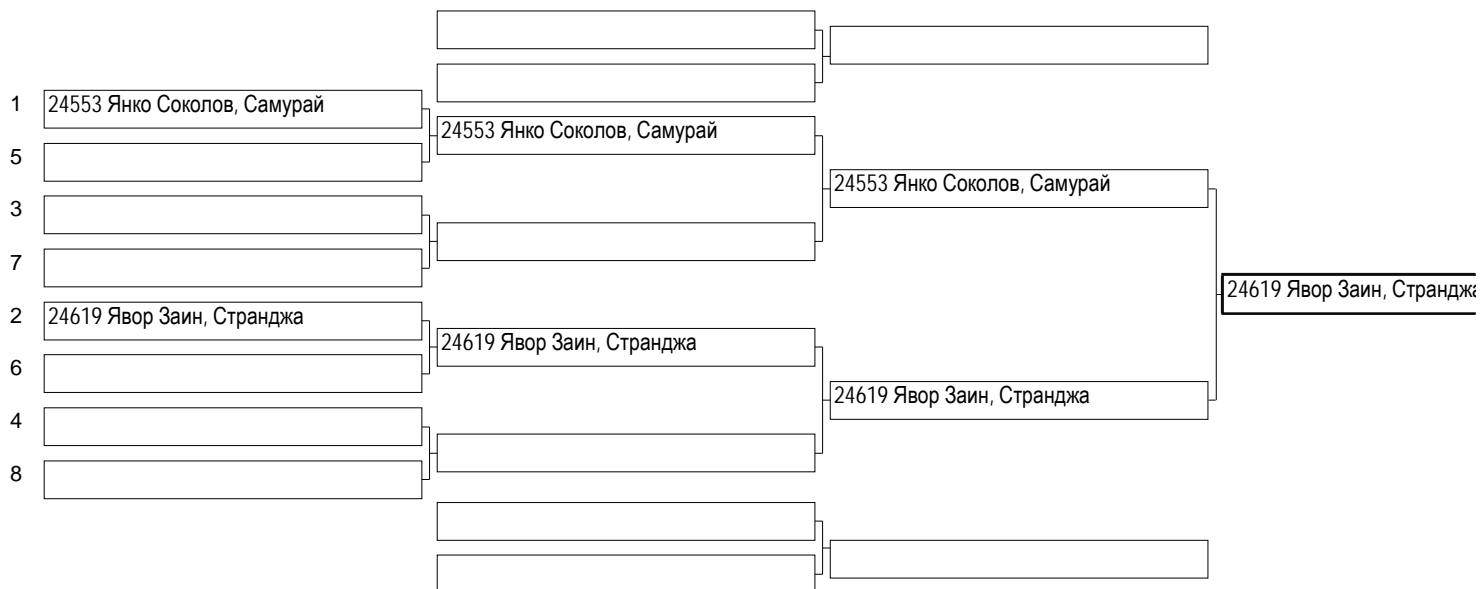 1 24553 Янко Соколов, Самурай
24553 Янко Соколов, Самурай
5
24553 Янко Соколов, Самурай
3
7
24619 Явор Заин, Странджа
2 24619 Явор Заин, Странджа
24619 Явор Заин, Странджа
6
24619 Явор Заин, Странджа
4
8